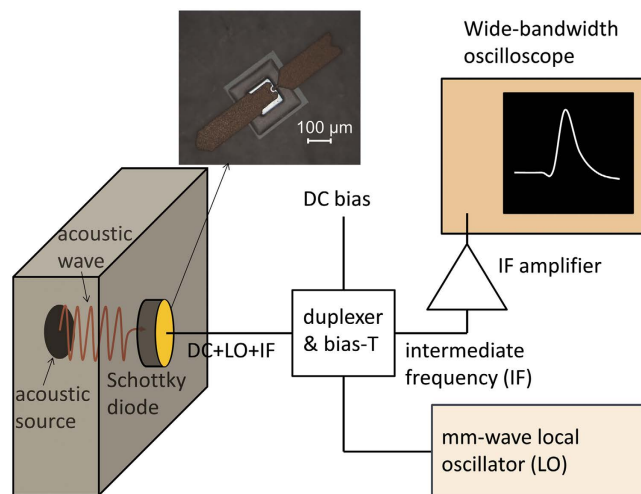 Wide-bandwidth
oscilloscope
100 µm
DC bias
acoustic
wave
IF amplifier
duplexer
& bias-T
DC+LO+IF
intermediate
frequency (IF)
Schottky
diode
acoustic
source
mm-wave local
oscillator (LO)